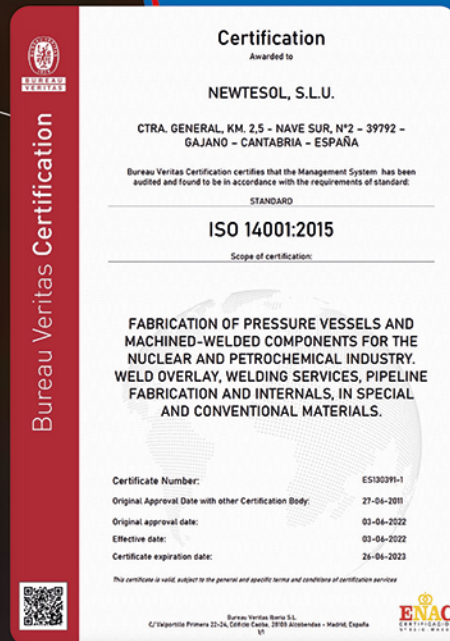 BUREAU
VERITAS
Bureau Veritas Certification
Certification
Awarded to
NEWTESOL, S.L.U.
CTRA. GENERAL, KM. 2,5 - NAVE SUR, Nº2 – 39792 –
GAJANO – CANTABRIA – ESPAÑA
Bureau Veritas Certification certifies that the Management System has been
audited and found to be in accordance with the requirements of standard:
STANDARD
ISO 14001:2015
Scope of certification:
FABRICATION OF PRESSURE VESSELS AND
MACHINED-WELDED COMPONENTS FOR THE
NUCLEAR AND PETROCHEMICAL INDUSTRY.
WELD OVERLAY, WELDING SERVICES, PIPELINE
FABRICATION AND INTERNALS, IN SPECIAL
AND CONVENTIONAL MATERIALS.
Certificate Number: ES130391-1
Original Approval Date with other Certification Body: 27-06-2011
Original approval date: 03-06-2022
Effective date: 03-06-2022
Certificate expiration date: 26-06-2023
This certificate is valid, subject to the general and specific terms and conditions of certification services
Bureau Veritas Iberia S.L.
C/ Valportillo Primera 22-24, Edificio Caoba, 28108 Alcobendas - Madrid, España
1/1
ENAC